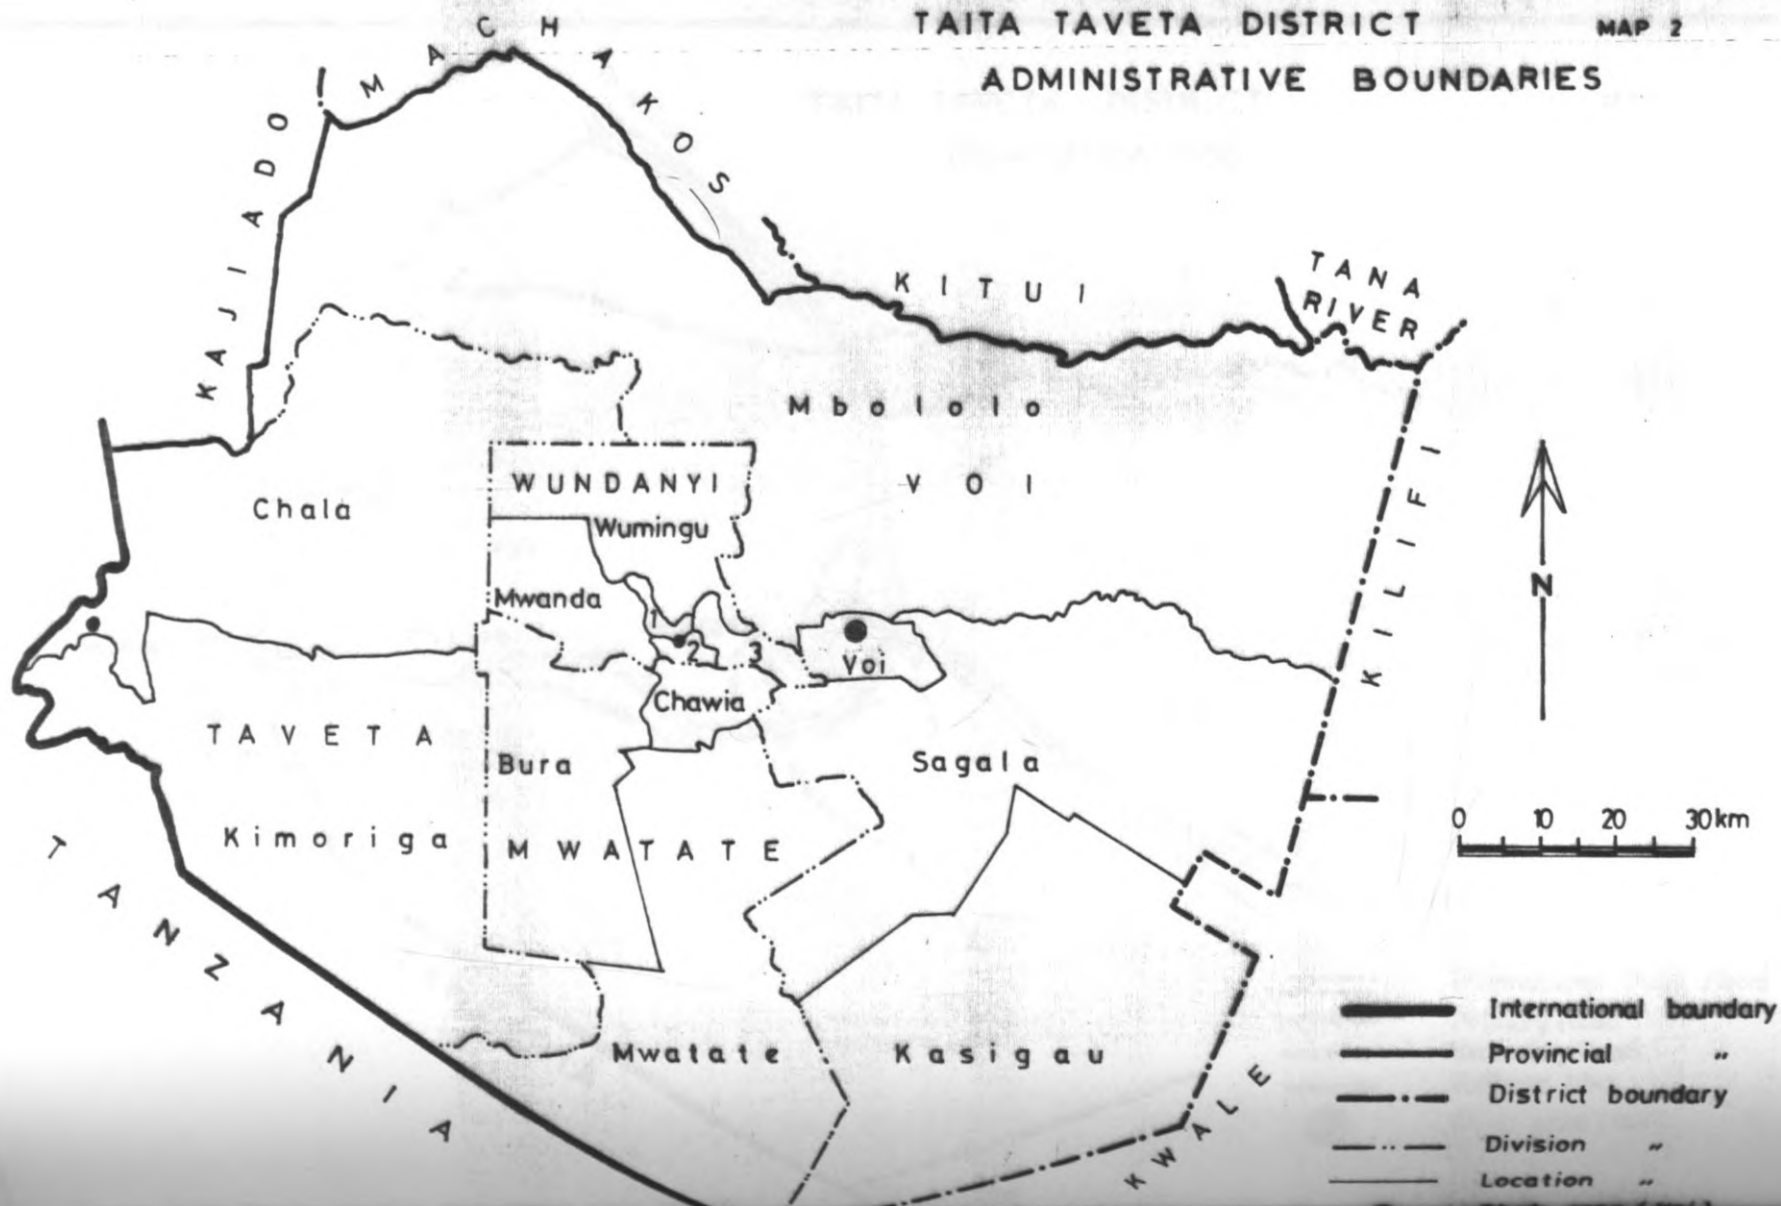 TAITA TAVETA DISTRICT MAP 2
ADMINISTRATIVE BOUNDARIES
MACHAKOS
KAJIADO
KITUI
TANA
RIVER
Mbololo
WUNDANYI
VOI
Chala
Wumingu
KILIFI
N
Mwanda
1
2
3
Voi
Chawia
TAVETA
Bura
Sagala
Kimoriga
MWATATE
0 10 20 30km
TANZANIA
Mwatate
Kasigau
KWALE
International boundary
Provincial "
District boundary
Division "
Location "